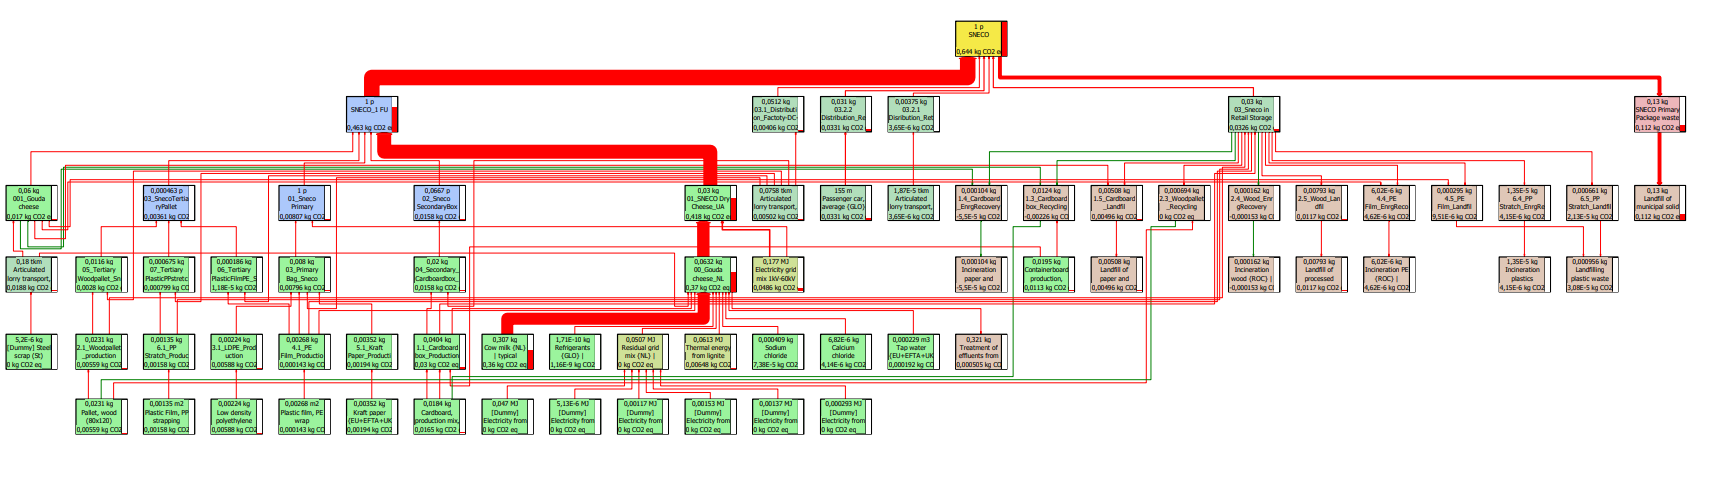 1 p
SNECO
0,644 kg CO2 e
1 p
SNECO_1 FU
0,463 kg CO2 e
0,0512 kg
03.1_Distributi
on_Factoty-DC-
0,00406 kg CO2
0,031 kg
03.2.2
Distribution_Re
0,0331 kg CO2
0,00375 kg
03.2.1
Disribution_Ret
3,65E-6 kg CO2
0,03 kg
03_Sneco in
Retail Storage
0,0326 kg CO2
0,13 kg
SNECO Primary
Package waste
0,112 kg CO2 e
0,06 kg
001_Gouda
cheese
0,017 kg CO2 e
0,000463 p
03_SnecoTertia
ryPallet
0,00361 kg CO2
1 p
01_Sneco
Primary
0,00807 kg CO2
0,0667 p
02_Sneco
SecondaryBox
0,0158 kg CO2
0,03 kg
01_SNECO Dry
Cheese_UA
0,418 kg CO2 e
0,0758 tkm
Articulated
lorry transport,
0,00502 kg CO2
155 m
Passenger car,
average {GLO}
0,0331 kg CO2
1,87E-5 tkm
Articulated
lorry transport,
3,65E-6 kg CO2
0,000104 kg
1.4_Cardboard
_EnrgRecovery
-5,5E-5 kg CO2
0,0124 kg
1.3_Cardboard
box_Recycling
-0,00226 kg CO
0,00508 kg
1.5_Cardboard
_Landfil
0,00496 kg CO2
0,000694 kg
2.3_Woodpallet
_Recycling
0 kg CO2 eq
0,000162 kg
2.4_Wood_Enr
gRecovery
-0,000153 kg C
0,00793 kg
2.5_Wood_Lan
dfil
0,0117 kg CO2
6,02E-6 kg
4.4_PE
Film_EngrReco
4,62E-6 kg CO2
0,000295 kg
4.5_PE
Film_Landfil
9,51E-6 kg CO2
1,35E-5 kg
6.4_PP
Stratch_EnrgRe
4,15E-6 kg CO2
0,000661 kg
6.5_PP
Stratch_Landfil
2,13E-5 kg CO2
0,13 kg
Landfill of
municipal solid
0,112 kg CO2 e
0,18 tkm
Articulated
lorry transport,
0,0188 kg CO2
0,0116 kg
05_Tertiary
Woodpallet_Sn
0,0028 kg CO2 e
0,000675 kg
07_Tertiary
PlasticPPstretc
0,000799 kg CO
0,000186 kg
06_Tertiary
PlasticFilmPE_S
1,18E-5 kg CO2
0,008 kg
03_Primary
Bag_Sneco
0,00796 kg CO2
0,02 kg
04_Secondary_
Cardboardbox_
0,0158 kg CO2
0,0632 kg
00_Gouda
cheese_NL
0,37 kg CO2 eq
0,177 MJ
Electricity grid
mix 1kV-60kV
0,0486 kg CO2
0,000104 kg
Incineration
paper and
-5,5E-5 kg CO2
0,0195 kg
Containerboard
production,
0,0113 kg CO2
0,00508 kg
Landfill of
paper and
0,00496 kg CO2
0,000162 kg
Incineration
wood {ROC} |
-0,000153 kg C
0,00793 kg
Landfill of
processed
0,0117 kg CO2
6,02E-6 kg
Incineration PE
{ROC} |
4,62E-6 kg CO2
1,35E-5 kg
Incineration
plastics
4,15E-6 kg CO2
0,000956 kg
Landfilling
plastic waste
3,08E-5 kg CO2
5,2E-6 kg
[Dummy] Steel
scrap (St)
0 kg CO2 eq
0,0231 kg
2.1_Woodpallet
_production
0,00559 kg CO2
0,00135 kg
6.1_PP
Stratch_Produc
0,00158 kg CO2
0,00224 kg
3.1_LDPE_Prod
uction
0,00588 kg CO2
0,00268 kg
4.1_PE
Film_Productio
0,000143 kg CO
0,00352 kg
5.1_Kraft
Paper_Producti
0,00194 kg CO2
0,0404 kg
1.1_Cardboard
box_Production
0,03 kg CO2 eq
0,307 kg
Cow milk {NL}
| typical
0,36 kg CO2 eq
1,71E-10 kg
Refrigerants
{GLO} |
1,16E-9 kg CO2
0,0507 MJ
Residual grid
mix {NL} |
0 kg CO2 eq
0,0613 MJ
Thermal energy
from lignite
0,00648 kg CO2
0,000409 kg
Sodium
chloride
7,38E-5 kg CO2
6,82E-6 kg
Calcium
chloride
4,14E-6 kg CO2
0,000229 m3
Tap water
{EU+EFTA+UK
0,000192 kg CO
0,321 kg
Treatment of
effluents from
0,000505 kg CO
0,0231 kg
Pallet, wood
(80x120)
0,00559 kg CO2
0,00135 m2
Plastic Film, PP
strapping
0,00158 kg CO2
0,00224 kg
Low density
polyethylene
0,00588 kg CO2
0,00268 m2
Plastic film, PE
wrap
0,000143 kg CO
0,00352 kg
Kraft paper
{EU+EFTA+UK
0,00194 kg CO2
0,0184 kg
Cardboard,
production mix,
0,0165 kg CO2
0,047 MJ
[Dummy]
Electricity from
0 kg CO2 eq
5,13E-6 MJ
[Dummy]
Electricity from
0 kg CO2 eq
0,00117 MJ
[Dummy]
Electricity from
0 kg CO2 eq
0,00153 MJ
[Dummy]
Electricity from
0 kg CO2 eq
0,00137 MJ
[Dummy]
Electricity from
0 kg CO2 eq
0,000293 MJ
[Dummy]
Electricity from
0 kg CO2 eq